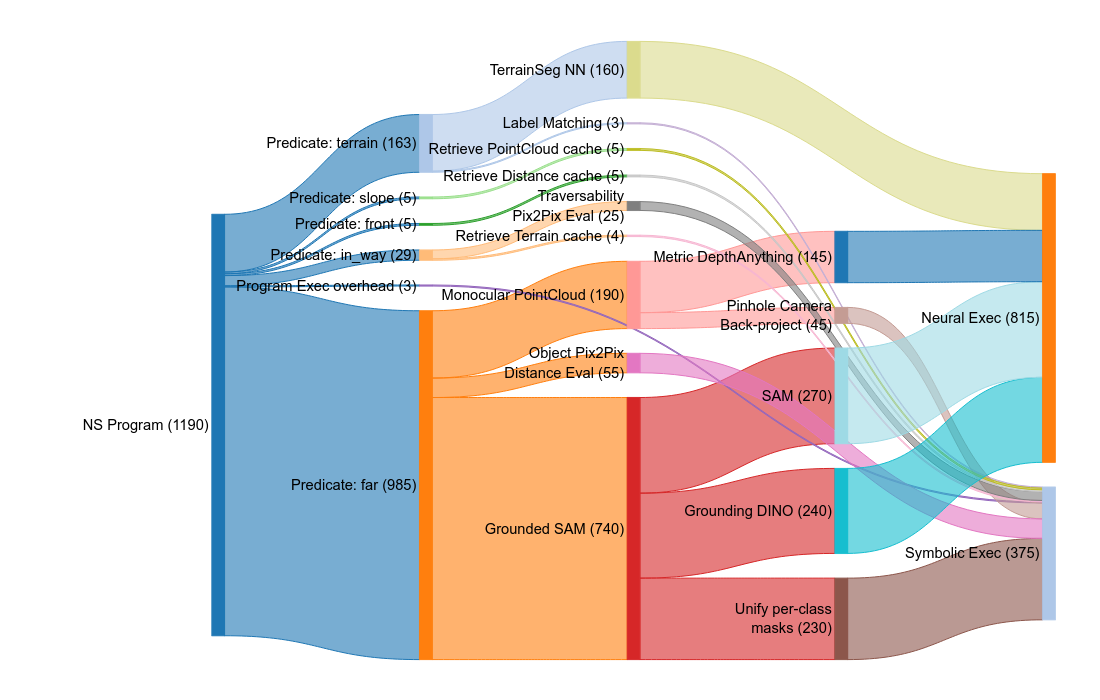 NS Program (1190)
Predicate: terrain (163)
Predicate: slope (5)
Predicate: front (5)
Predicate: in_way (29)
Program Exec overhead (3)
Predicate: far (985)
TerrainSeg NN (160)
Label Matching (3)
Retrieve PointCloud cache (5)
Retrieve Distance cache (5)
Traversability
Pix2Pix Eval (25)
Retrieve Terrain cache (4)
Monocular PointCloud (190)
Object Pix2Pix
Distance Eval (55)
Grounded SAM (740)
Metric DepthAnything (145)
Pinhole Camera
Back-project (45)
SAM (270)
Grounding DINO (240)
Unify per-class
masks (230)
Neural Exec (815)
Symbolic Exec (375)